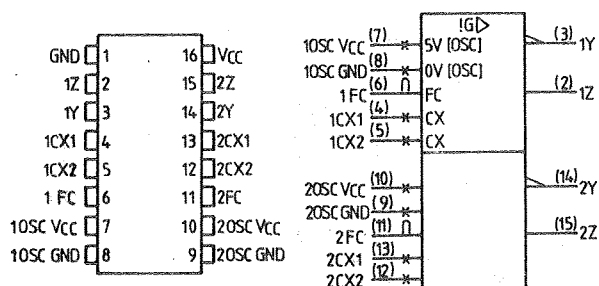 GND 1 16 VCC
1Z 2 15 2Z
1Y 3 14 2Y
1CX1 4 13 2CX1
1CX2 5 12 2CX2
1 FC 6 11 2FC
1OSC VCC 7 10 2OSC VCC
1OSC GND 8 9 2OSC GND
!G▷
1OSC VCC (7) 5V [OSC] (3) 1Y
1OSC GND (8) 0V [OSC]
1 FC (6) FC (2) 1Z
1CX1 (4) CX
1CX2 (5) CX
2OSC VCC (10) (14) 2Y
2OSC GND (9)
2FC (11) (15) 2Z
2CX1 (13)
2CX2 (12)